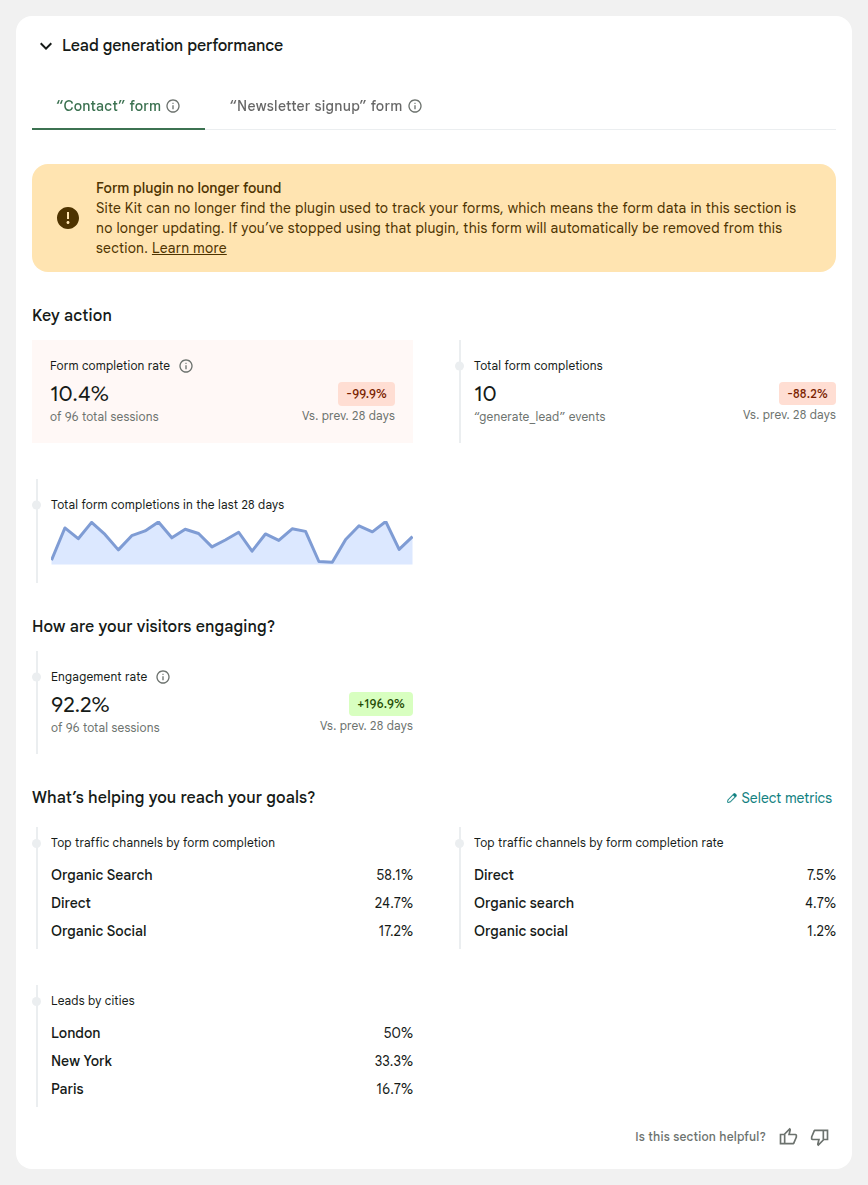 Lead generation performance
“Contact” form
“Newsletter signup” form
Form plugin no longer found
Site Kit can no longer find the plugin used to track your forms, which means the form data in this section is
no longer updating. If you’ve stopped using that plugin, this form will automatically be removed from this
section. Learn more
Key action
Form completion rate
10.4%
-99.9%
of 96 total sessions
Vs. prev. 28 days
Total form completions
10
-88.2%
“generate_lead” events
Vs. prev. 28 days
Total form completions in the last 28 days
How are your visitors engaging?
Engagement rate
92.2%
+196.9%
of 96 total sessions
Vs. prev. 28 days
What’s helping you reach your goals?
Select metrics
Top traffic channels by form completion
Organic Search 58.1%
Direct 24.7%
Organic Social 17.2%
Top traffic channels by form completion rate
Direct 7.5%
Organic search 4.7%
Organic social 1.2%
Leads by cities
London 50%
New York 33.3%
Paris 16.7%
Is this section helpful?